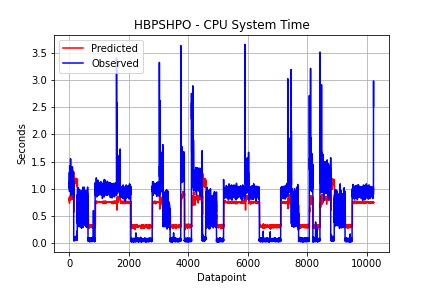 HBPSHPO - CPU System Time
Predicted
Observed
3.5
3.0
2.5
2.0
1.5
1.0
0.5
0.0
Seconds
0 2000 4000 6000 8000 10000
Datapoint